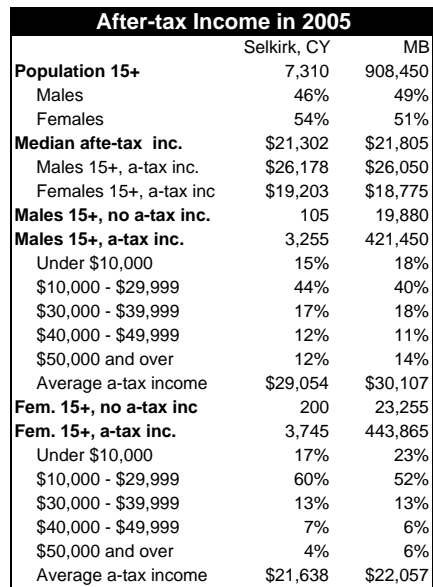 After-tax Income in 2005
Selkirk, CY MB
Population 15+ 7,310 908,450
Males 46% 49%
Females 54% 51%
Median afte-tax inc. $21,302 $21,805
Males 15+, a-tax inc. $26,178 $26,050
Females 15+, a-tax inc $19,203 $18,775
Males 15+, no a-tax inc. 105 19,880
Males 15+, a-tax inc. 3,255 421,450
Under $10,000 15% 18%
$10,000 - $29,999 44% 40%
$30,000 - $39,999 17% 18%
$40,000 - $49,999 12% 11%
$50,000 and over 12% 14%
Average a-tax income $29,054 $30,107
Fem. 15+, no a-tax inc 200 23,255
Fem. 15+, a-tax inc. 3,745 443,865
Under $10,000 17% 23%
$10,000 - $29,999 60% 52%
$30,000 - $39,999 13% 13%
$40,000 - $49,999 7% 6%
$50,000 and over 4% 6%
Average a-tax income $21,638 $22,057